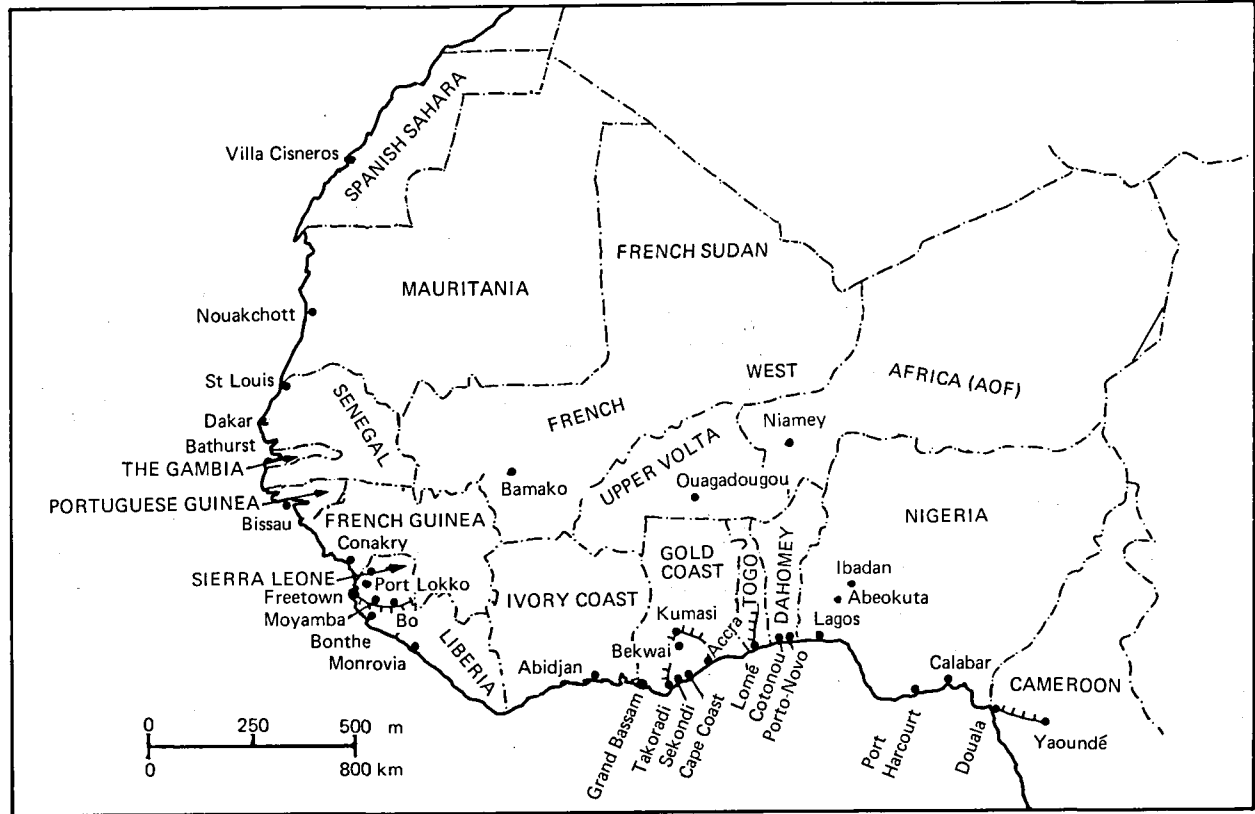 SPANISH SAHARA
Villa Cisneros
FRENCH SUDAN
MAURITANIA
Nouakchott
St Louis
SENEGAL
WEST
AFRICA (AOF)
FRENCH
Dakar
Niamey
Bathurst
UPPER VOLTA
THE GAMBIA
Ouagadougou
Bamako
PORTUGUESE GUINEA
Bissau
FRENCH GUINEA
NIGERIA
Conakry
GOLD
COAST
TOGO
DAHOMEY
SIERRA LEONE
Port Lokko
Ibadan
Freetown
IVORY COAST
Abeokuta
Moyamba
Bo
Kumasi
Lagos
Bonthe
LIBERIA
Bekwai
Accra
Monrovia
Abidjan
Calabar
CAMEROON
Grand Bassam
Takoradi
Sekondi
Cape Coast
Lomé
Cotonou
Porto-Novo
Port
Harcourt
Douala
Yaoundé
0 250 500 m
0 800 km